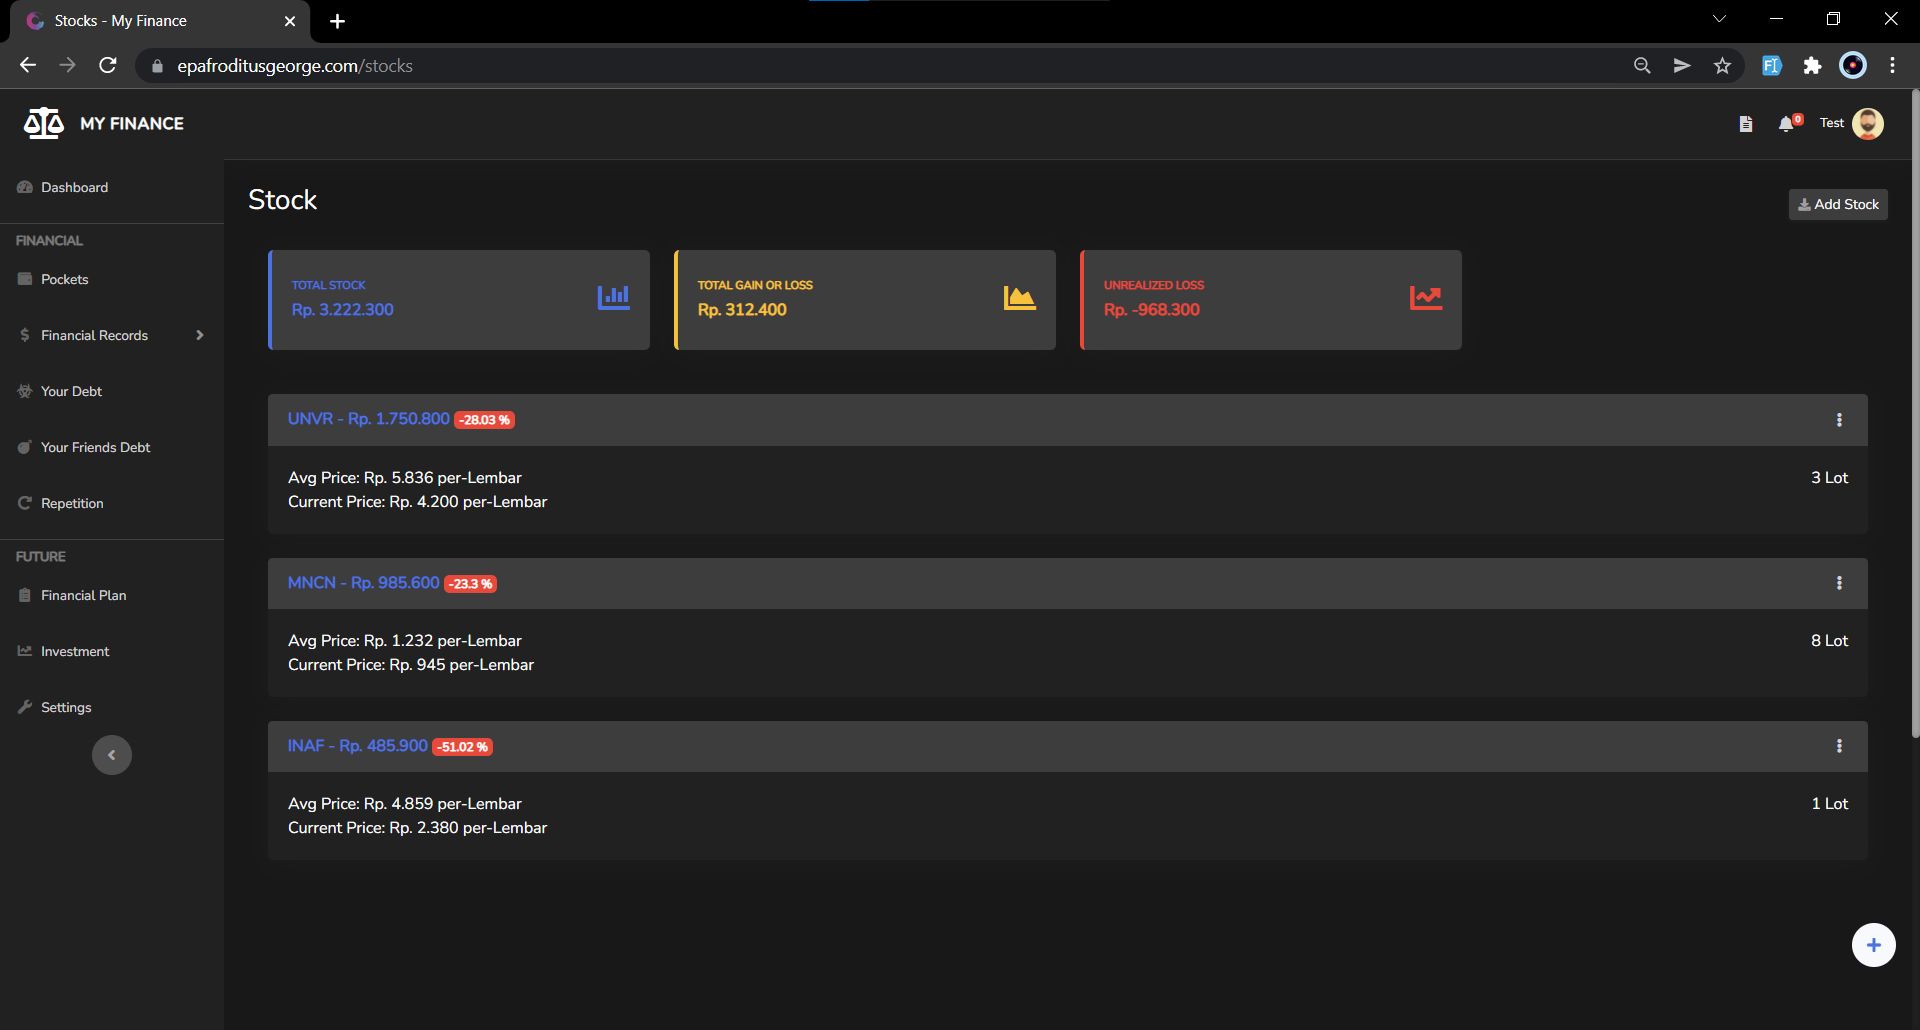 Stocks - My Finance
epafroditusgeorge.com/stocks
MY FINANCE
0
Test
Dashboard
FINANCIAL
Pockets
Financial Records
Your Debt
Your Friends Debt
Repetition
FUTURE
Financial Plan
Investment
Settings
Stock
Add Stock
TOTAL STOCK
Rp. 3.222.300
TOTAL GAIN OR LOSS
Rp. 312.400
UNREALIZED LOSS
Rp. -968.300
UNVR - Rp. 1.750.800 -28.03 %
Avg Price: Rp. 5.836 per-Lembar
3 Lot
Current Price: Rp. 4.200 per-Lembar
MNCN - Rp. 985.600 -23.3 %
Avg Price: Rp. 1.232 per-Lembar
8 Lot
Current Price: Rp. 945 per-Lembar
INAF - Rp. 485.900 -51.02 %
Avg Price: Rp. 4.859 per-Lembar
1 Lot
Current Price: Rp. 2.380 per-Lembar